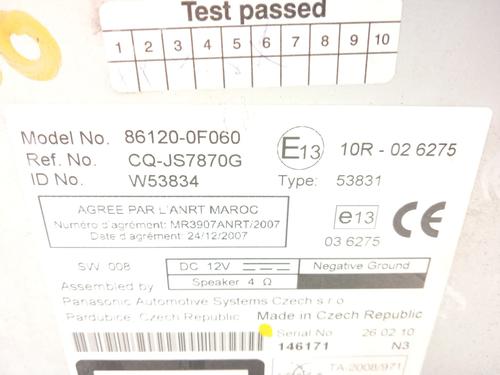 Test passed
1 2 3 4 5 6 7 8 9 10
Model No. 86120-0F060
Ref. No. CQ-JS7870G
ID No. W53834
E13 10R - 02 6275
Type: 53831
AGREE PAR L'ANRT MAROC
Numéro d'agrément: MR3907ANRT/2007
Date d'agrément: 24/12/2007
e13 CE
03 6275
SW 008 DC 12V Negative Ground
Assembled by Speaker 4 Ω
Panasonic Automotive Systems Czech s r o
Pardubice, Czech Republic Made in Czech Republic
Serial No 26 02 10
146171 N3
TA-2008/971